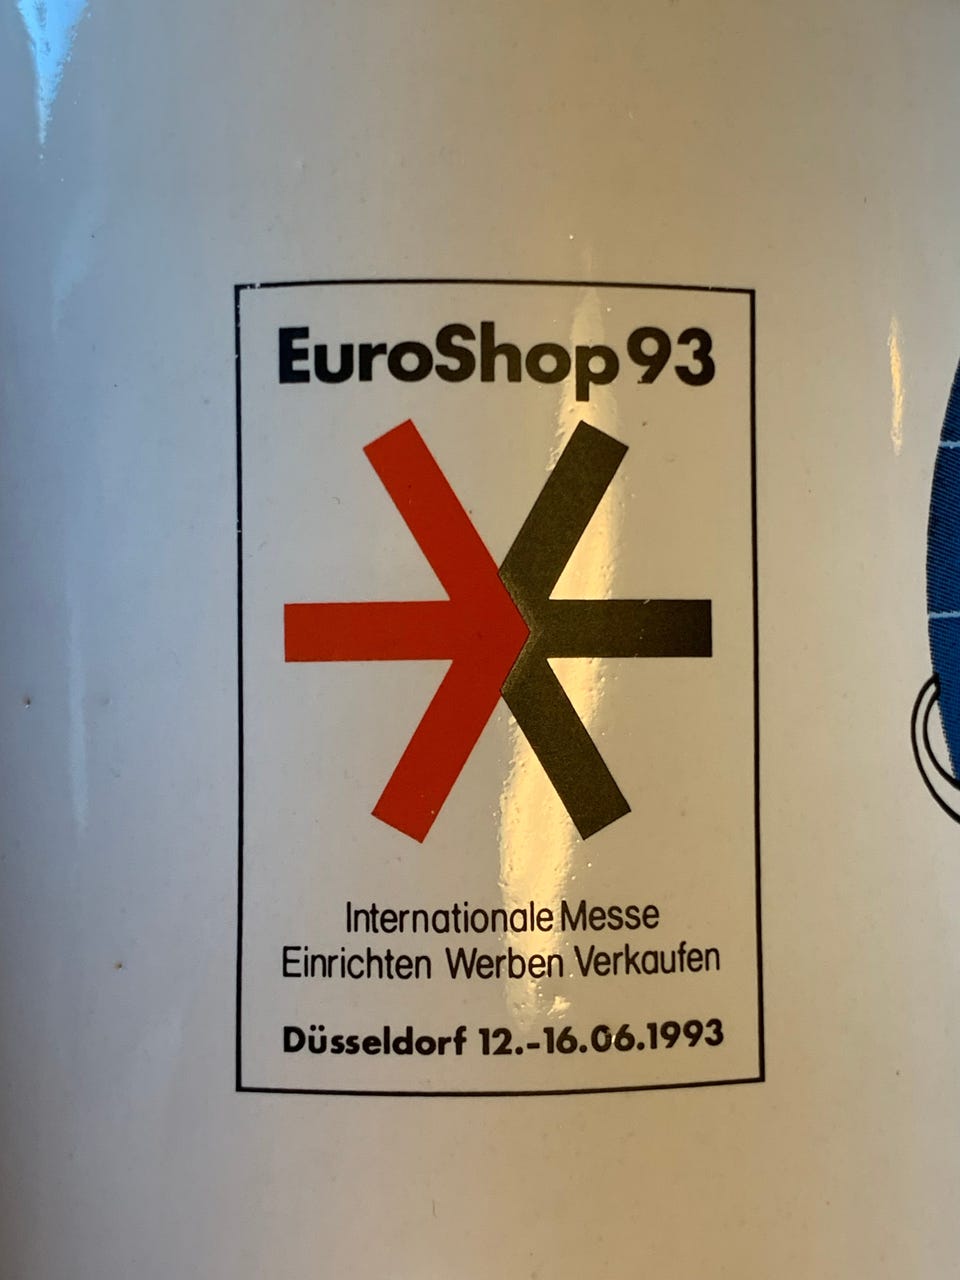 EuroShop 93
Internationale Messe
Einrichten Werben Verkaufen
Düsseldorf 12.-16.06.1993